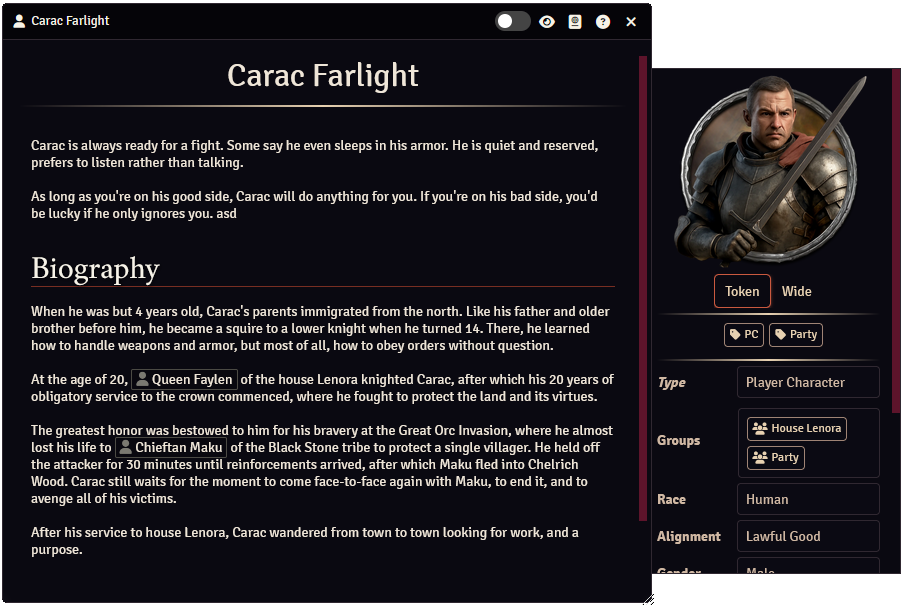 Carac Farlight
Carac Farlight
Carac is always ready for a fight. Some say he even sleeps in his armor. He is quiet and reserved,
prefers to listen rather than talking.
As long as you're on his good side, Carac will do anything for you. If you're on his bad side, you'd
be lucky if he only ignores you. asd
Biography
When he was but 4 years old, Carac's parents immigrated from the north. Like his father and older
brother before him, he became a squire to a lower knight when he turned 14. There, he learned
how to handle weapons and armor, but most of all, how to obey orders without question.
At the age of 20, Queen Faylen of the house Lenora knighted Carac, after which his 20 years of
obligatory service to the crown commenced, where he fought to protect the land and its virtues.
The greatest honor was bestowed to him for his bravery at the Great Orc Invasion, where he almost
lost his life to Chieftan Maku of the Black Stone tribe to protect a single villager. He held off
the attacker for 30 minutes until reinforcements arrived, after which Maku fled into Chelrich
Wood. Carac still waits for the moment to come face-to-face again with Maku, to end it, and to
avenge all of his victims.
After his service to house Lenora, Carac wandered from town to town looking for work, and a
purpose.
Token Wide
PC Party
Type Player Character
Groups House Lenora
Party
Race Human
Alignment Lawful Good
Gender Male